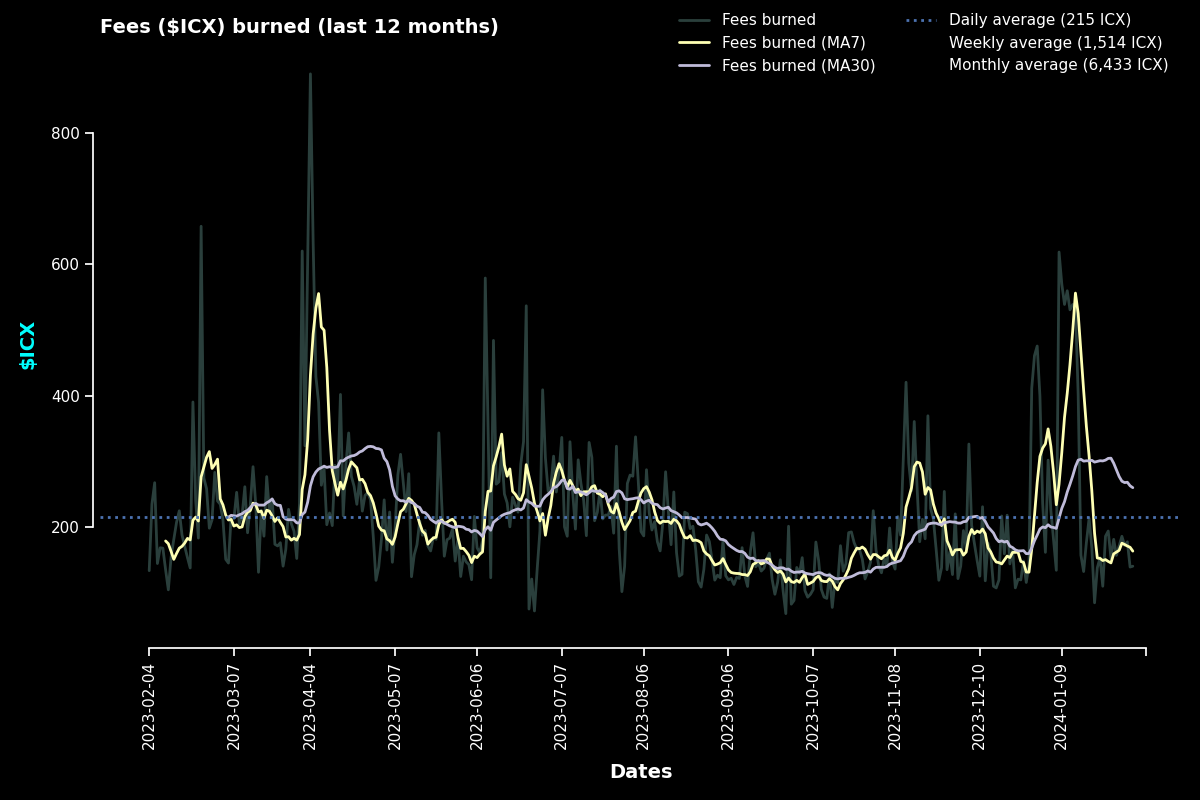 Fees ($ICX) burned (last 12 months)
Fees burned
Fees burned (MA7)
Fees burned (MA30)
Daily average (215 ICX)
Weekly average (1,514 ICX)
Monthly average (6,433 ICX)
$ICX
800
600
400
200
2023-02-04
2023-03-07
2023-04-04
2023-05-07
2023-06-06
2023-07-07
2023-08-06
2023-09-06
2023-10-07
2023-11-08
2023-12-10
2024-01-09
Dates